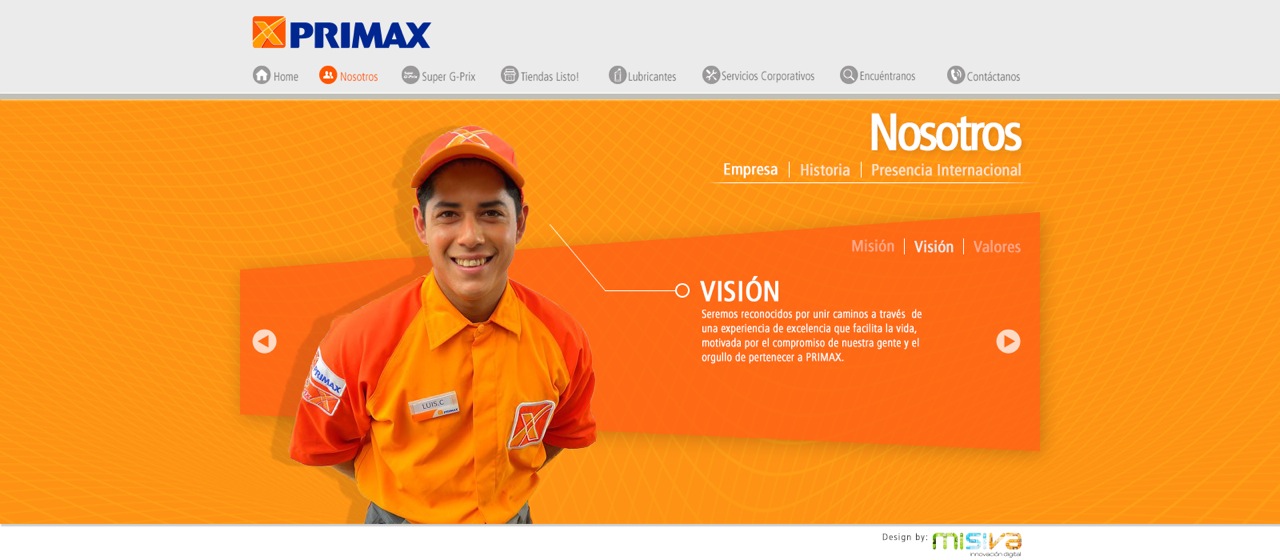 PRIMAX
Home
Nosotros
Super G-Prix
Tiendas Listo!
Lubricantes
Servicios Corporativos
Encuéntranos
Contáctanos
Nosotros
Empresa
Historia
Presencia Internacional
Misión
Visión
Valores
VISIÓN
Seremos reconocidos por unir caminos a través de
una experiencia de excelencia que facilita la vida,
motivada por el compromiso de nuestra gente y el
orgullo de pertenecer a PRIMAX.
PRIMAX
LUIS.C
Design by:
misiva
innovación digital